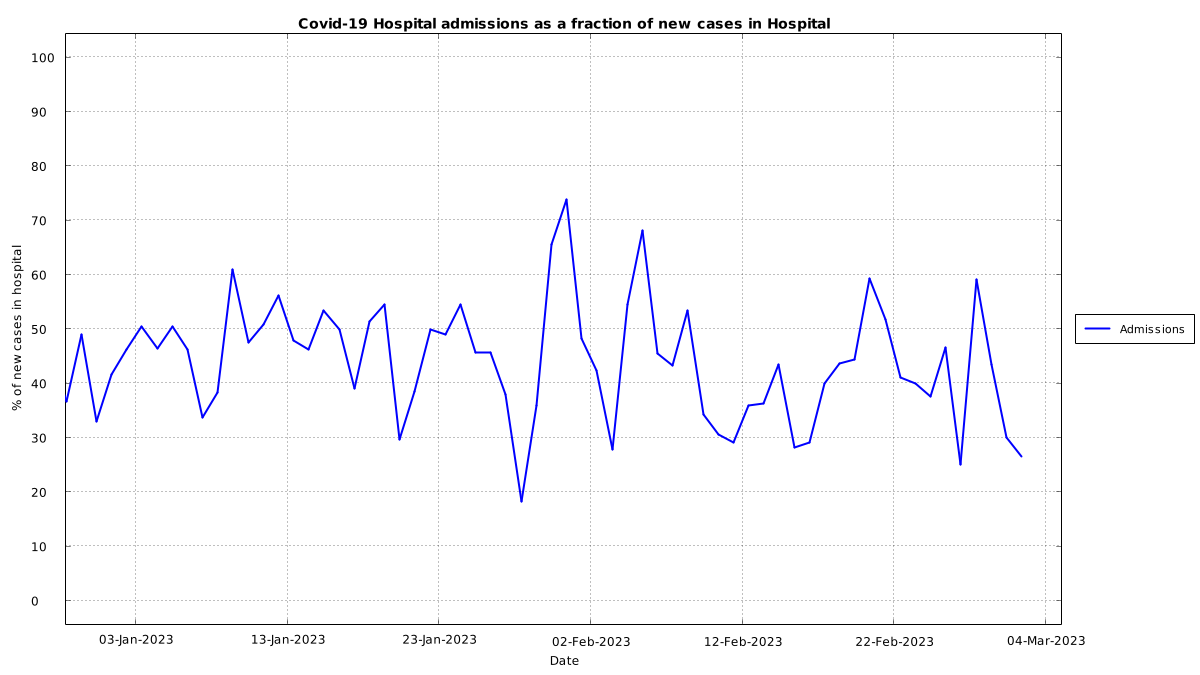 Covid-19 Hospital admissions as a fraction of new cases in Hospital
100
90
80
70
60
50
40
30
20
10
0
% of new cases in hospital
03-Jan-2023
13-Jan-2023
23-Jan-2023
02-Feb-2023
12-Feb-2023
22-Feb-2023
04-Mar-2023
Date
Admissions